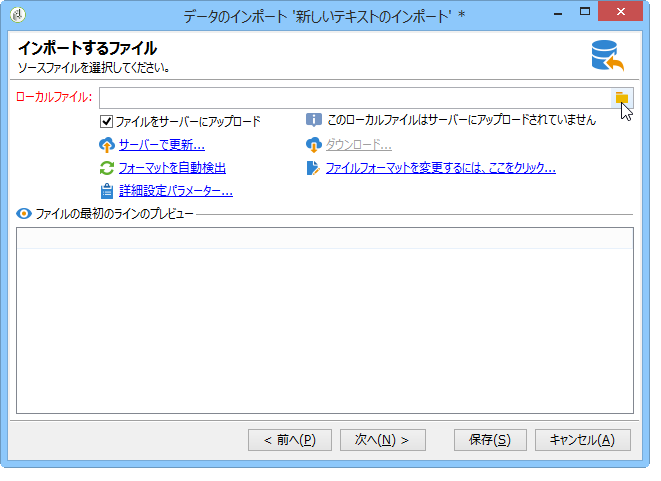 データのインポート '新しいテキストのインポート' *
インポートするファイル
ソースファイルを選択してください。
ローカルファイル:
ファイルをサーバーにアップロード
このローカルファイルはサーバーにアップロードされていません
サーバーで更新...
ダウンロード...
フォーマットを自動検出
ファイルフォーマットを変更するには、ここをクリック...
詳細設定パラメーター...
ファイルの最初のラインのプレビュー
< 前へ(P)
次へ(N) >
保存(S)
キャンセル(A)